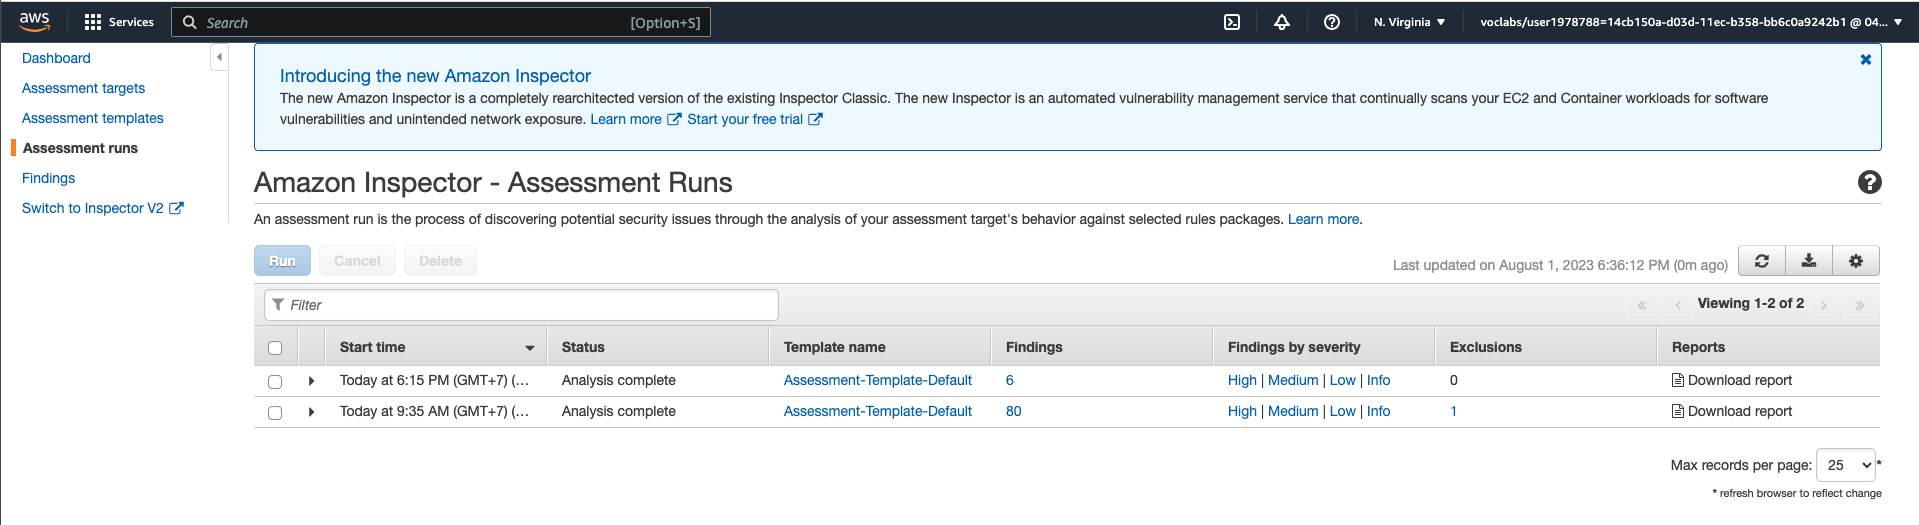 aws Services Search [Option+S] N. Virginia voclabs/user1978788=14cb150a-d03d-11ec-b358-bb6c0a9242b1 @ 04...
Dashboard
Assessment targets
Assessment templates
Assessment runs
Findings
Switch to Inspector V2
Introducing the new Amazon Inspector
The new Amazon Inspector is a completely rearchitected version of the existing Inspector Classic. The new Inspector is an automated vulnerability management service that continually scans your EC2 and Container workloads for software
vulnerabilities and unintended network exposure. Learn more Start your free trial
Amazon Inspector - Assessment Runs
An assessment run is the process of discovering potential security issues through the analysis of your assessment target's behavior against selected rules packages. Learn more.
Run Cancel Delete
Last updated on August 1, 2023 6:36:12 PM (0m ago)
Filter
« ‹ Viewing 1-2 of 2 › »
Start time Status Template name Findings Findings by severity Exclusions Reports
Today at 6:15 PM (GMT+7) (... Analysis complete Assessment-Template-Default 6 High | Medium | Low | Info 0 Download report
Today at 9:35 AM (GMT+7) (... Analysis complete Assessment-Template-Default 80 High | Medium | Low | Info 1 Download report
Max records per page: 25 *
* refresh browser to reflect change